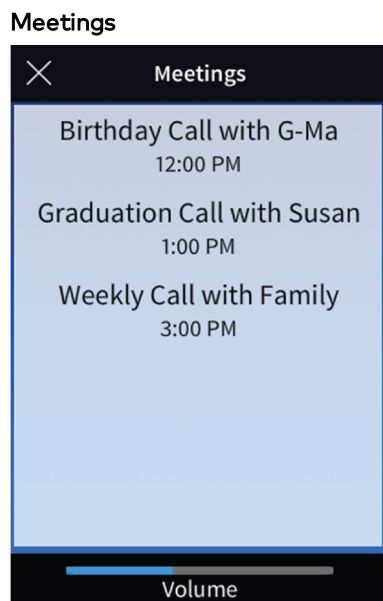 Meetings
Meetings
Birthday Call with G-Ma
12:00 PM
Graduation Call with Susan
1:00 PM
Weekly Call with Family
3:00 PM
Volume